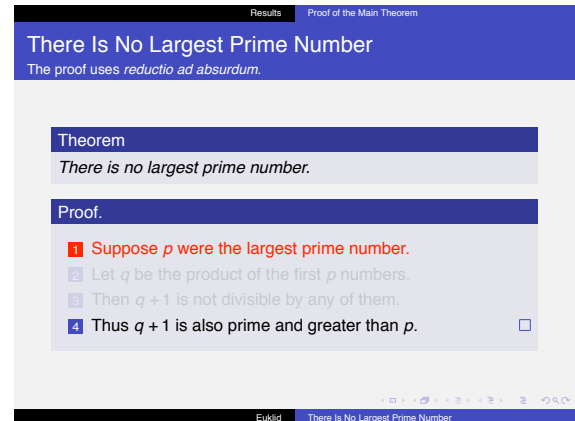 Results Proof of the Main Theorem
There Is No Largest Prime Number
The proof uses reductio ad absurdum.
Theorem
There is no largest prime number.
Proof.
1 Suppose p were the largest prime number.
2 Let q be the product of the first p numbers.
3 Then q + 1 is not divisible by any of them.
4 Thus q + 1 is also prime and greater than p.
Euklid There Is No Largest Prime Number